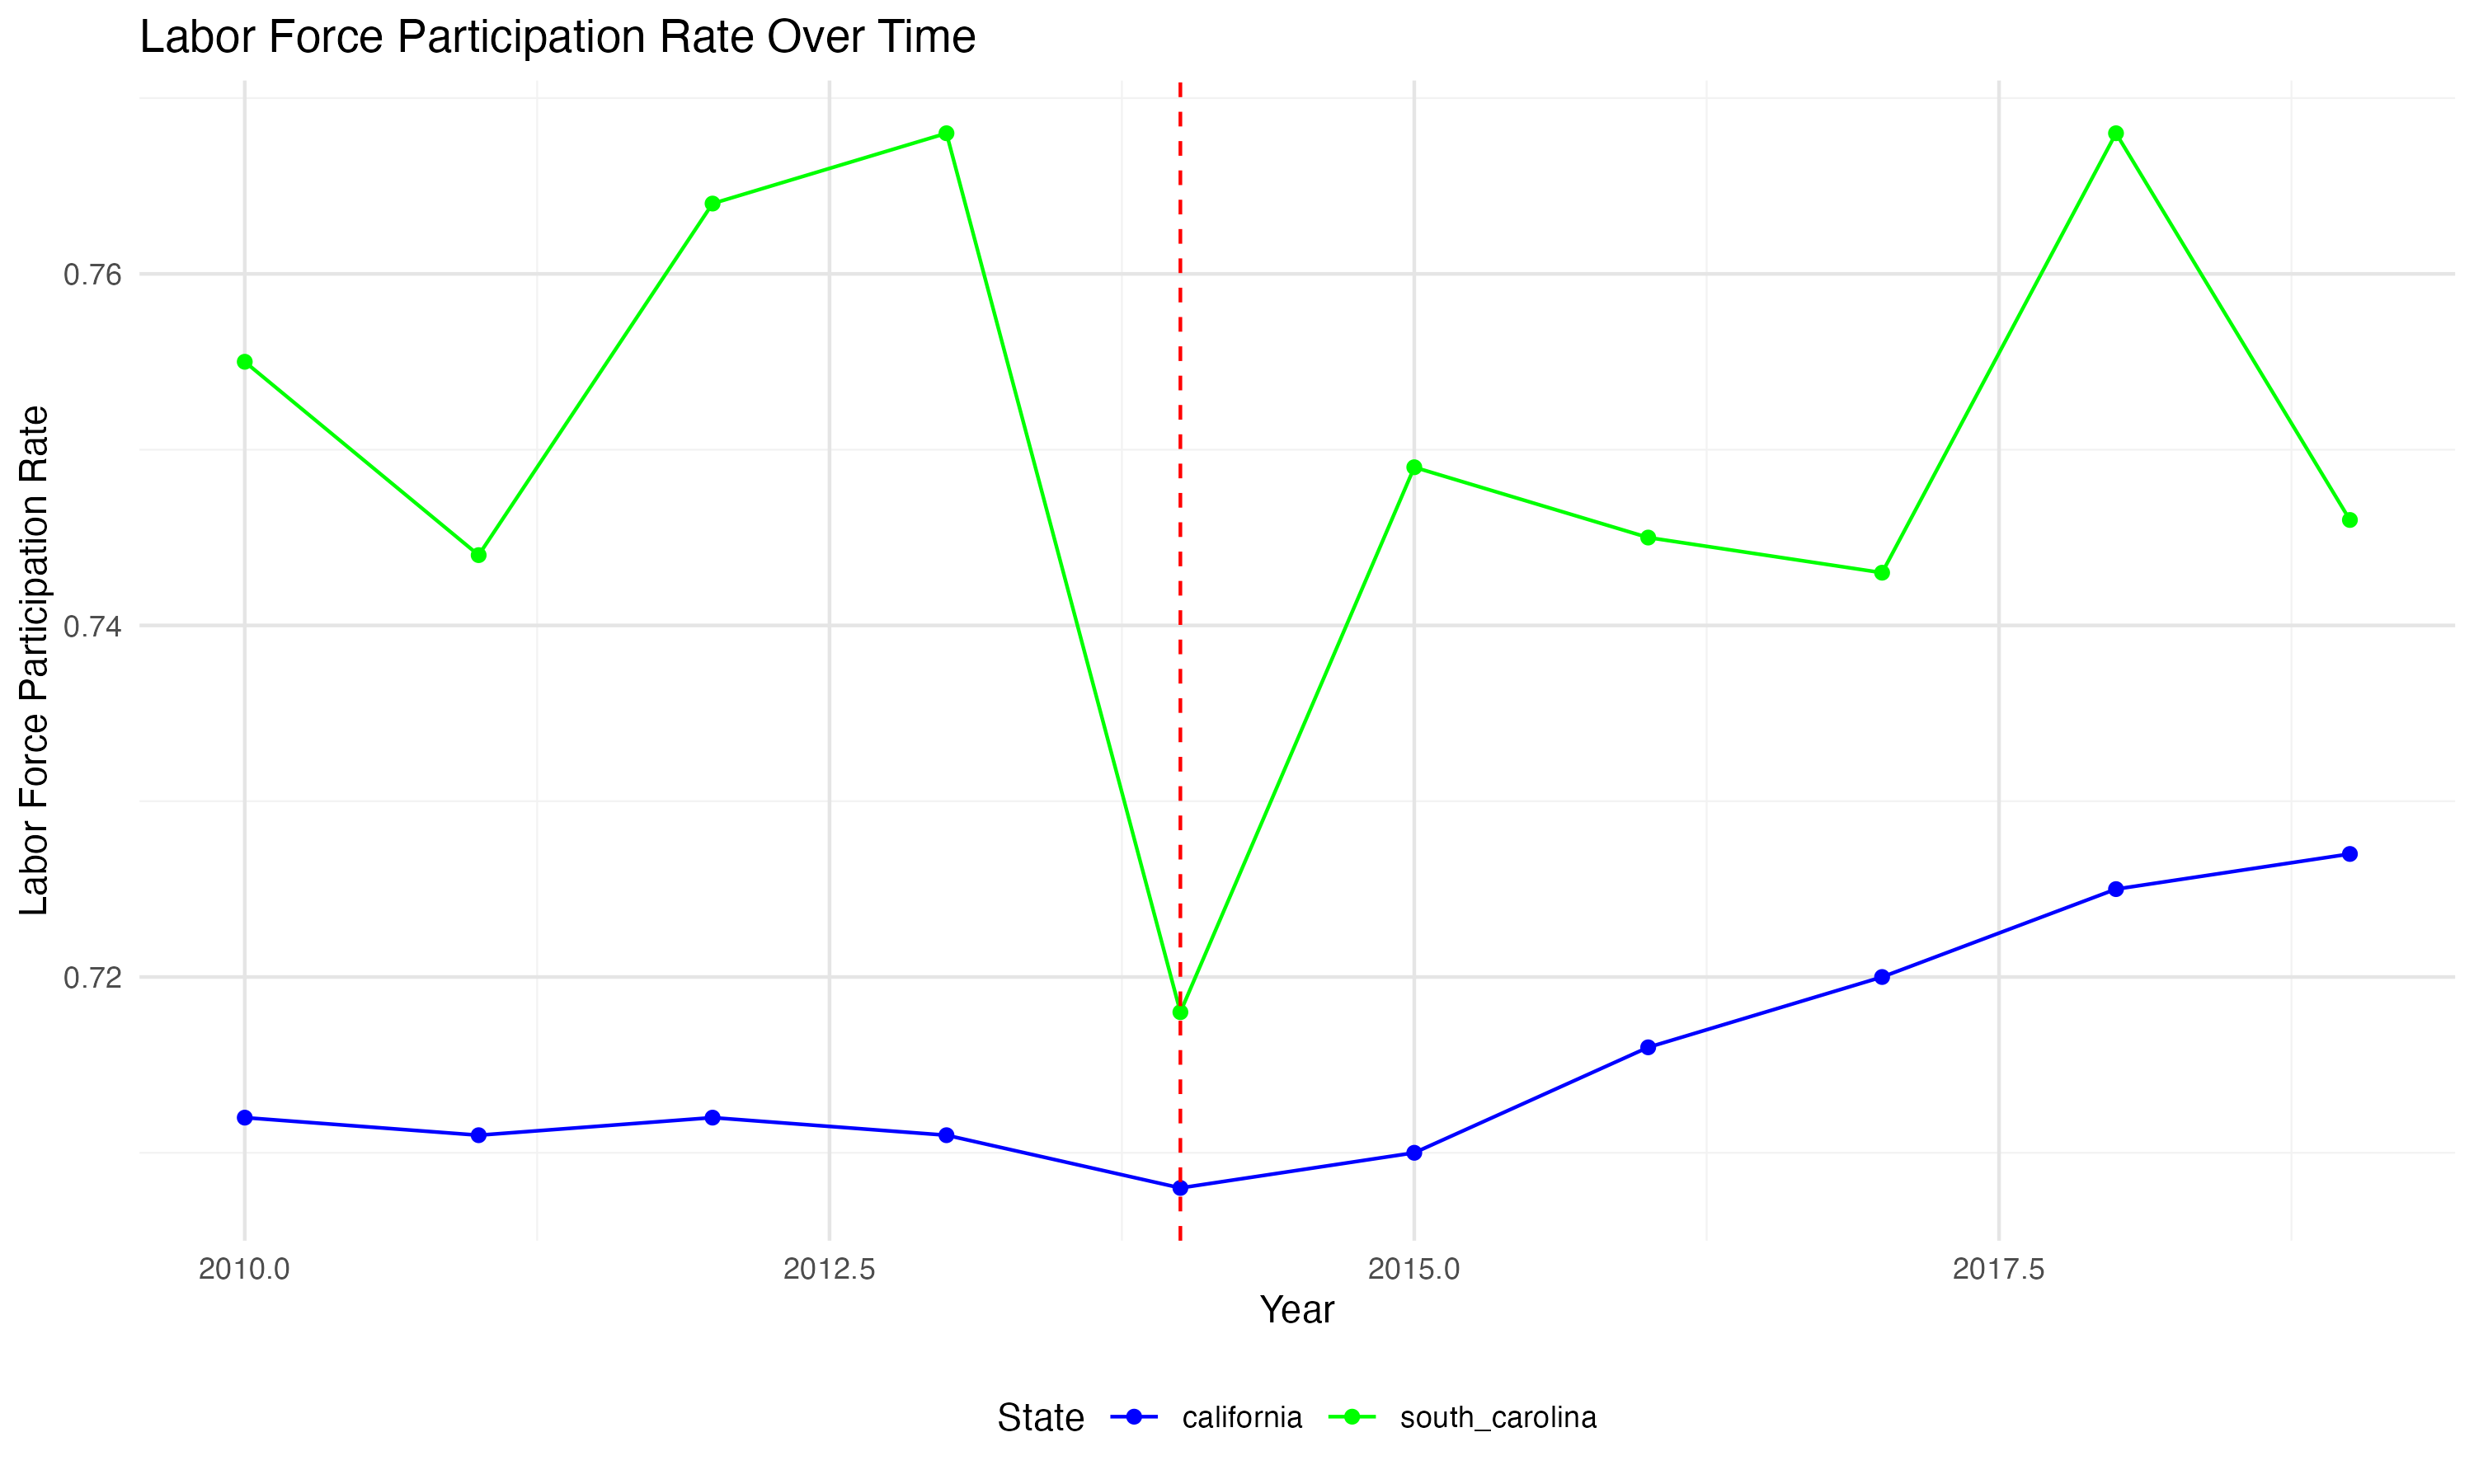 Labor Force Participation Rate Over Time
Labor Force Participation Rate
0.76
0.74
0.72
2010.0
2012.5
2015.0
2017.5
Year
State
california
south_carolina